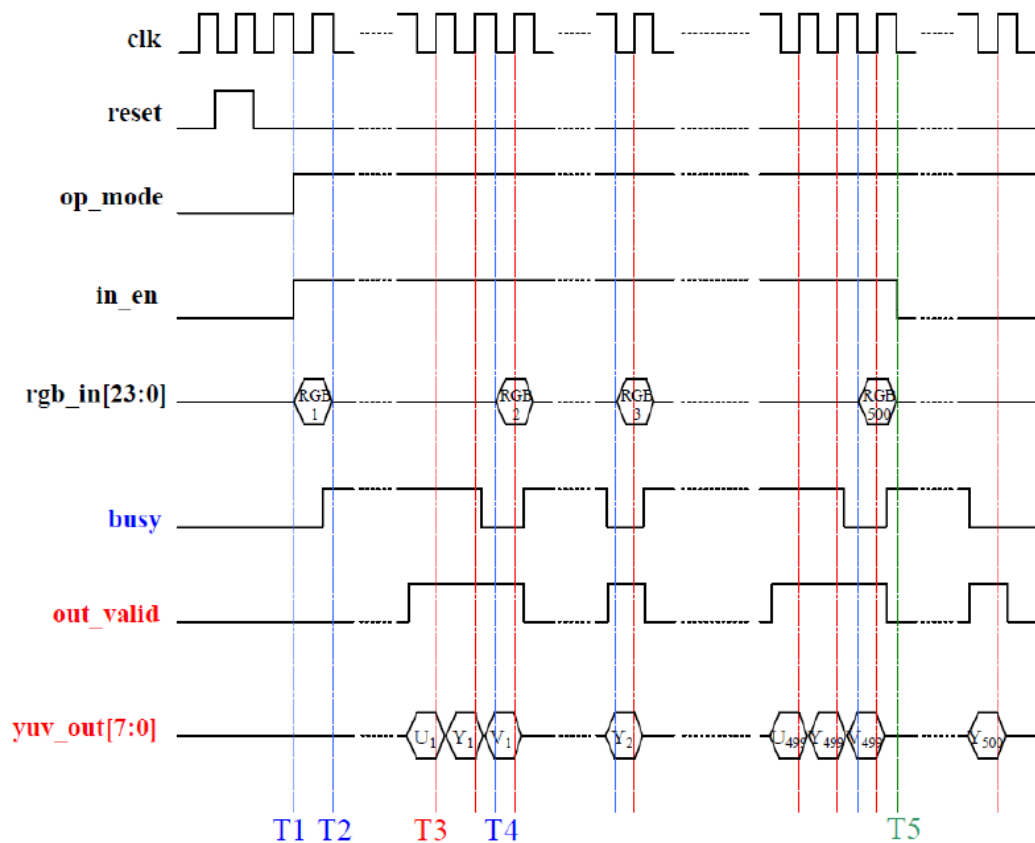 clk
reset
op_mode
in_en
rgb_in[23:0]
RGB
1
RGB
2
RGB
3
RGB
500
busy
out_valid
yuv_out[7:0]
U1
Y1
V1
Y2
U499
Y499
V499
Y500
T1
T2
T3
T4
T5